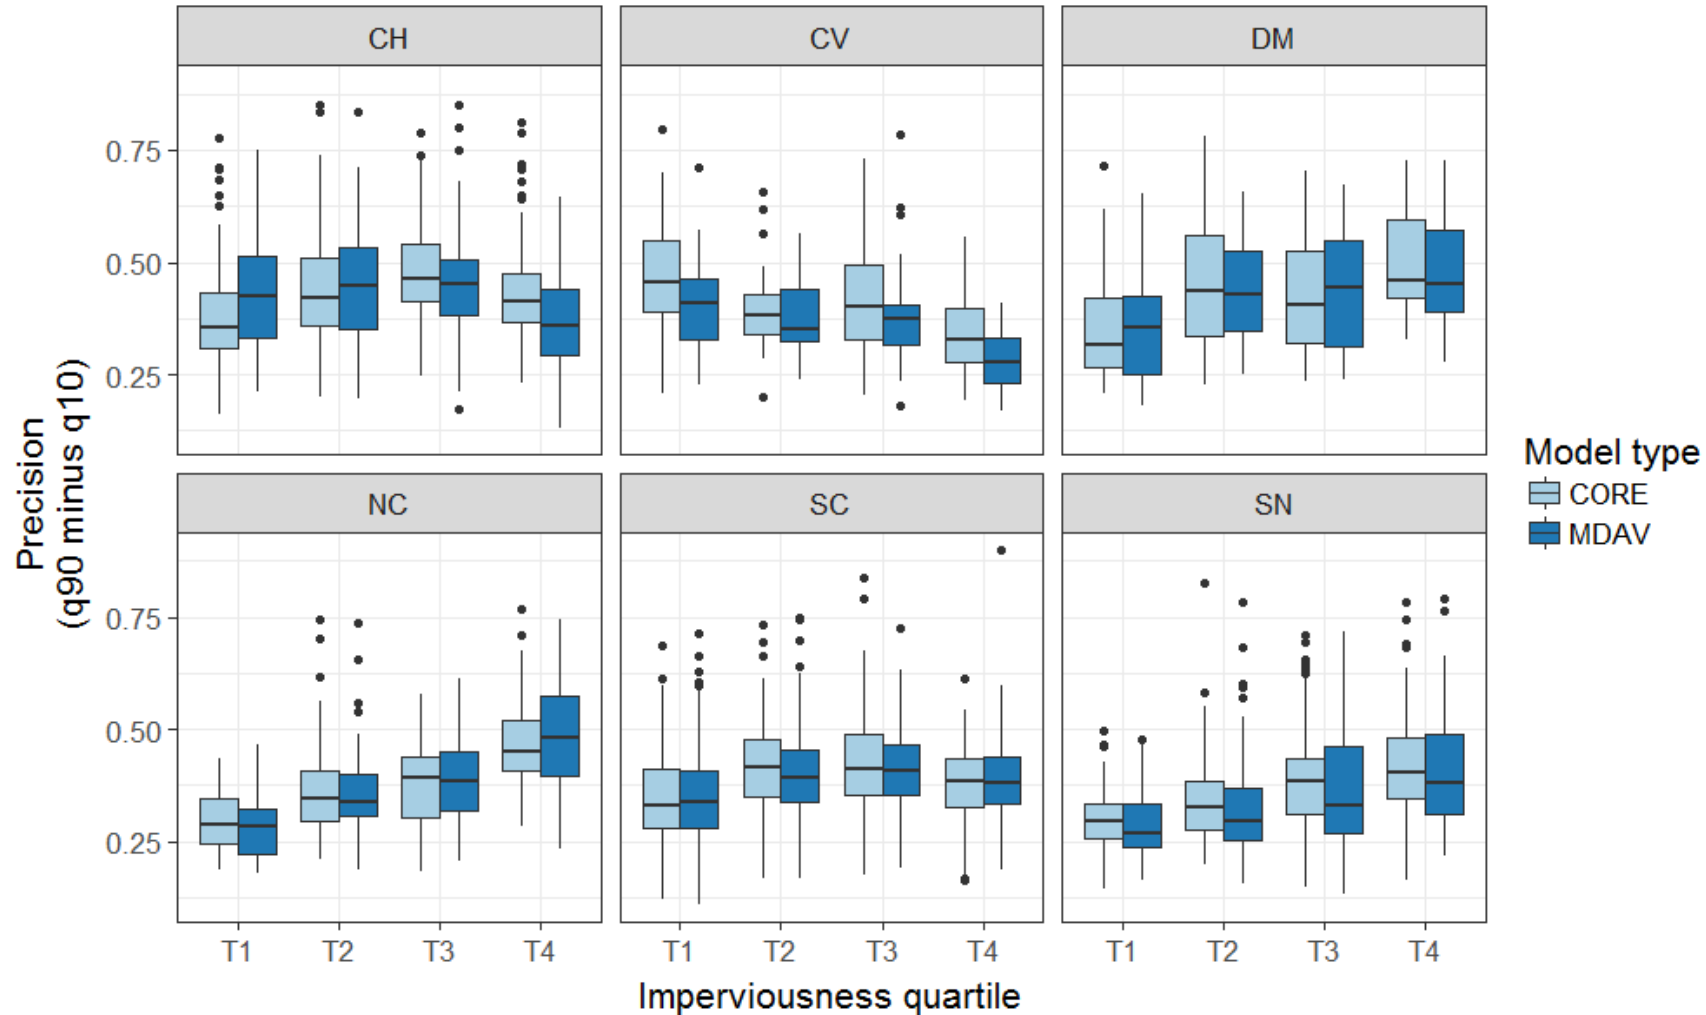 CH
CV
DM
0.75
0.50
0.25
NC
SC
SN
0.75
0.50
0.25
T1 T2 T3 T4
T1 T2 T3 T4
T1 T2 T3 T4
Imperviousness quartile
Precision
(q90 minus q10)
Model type
CORE
MDAV